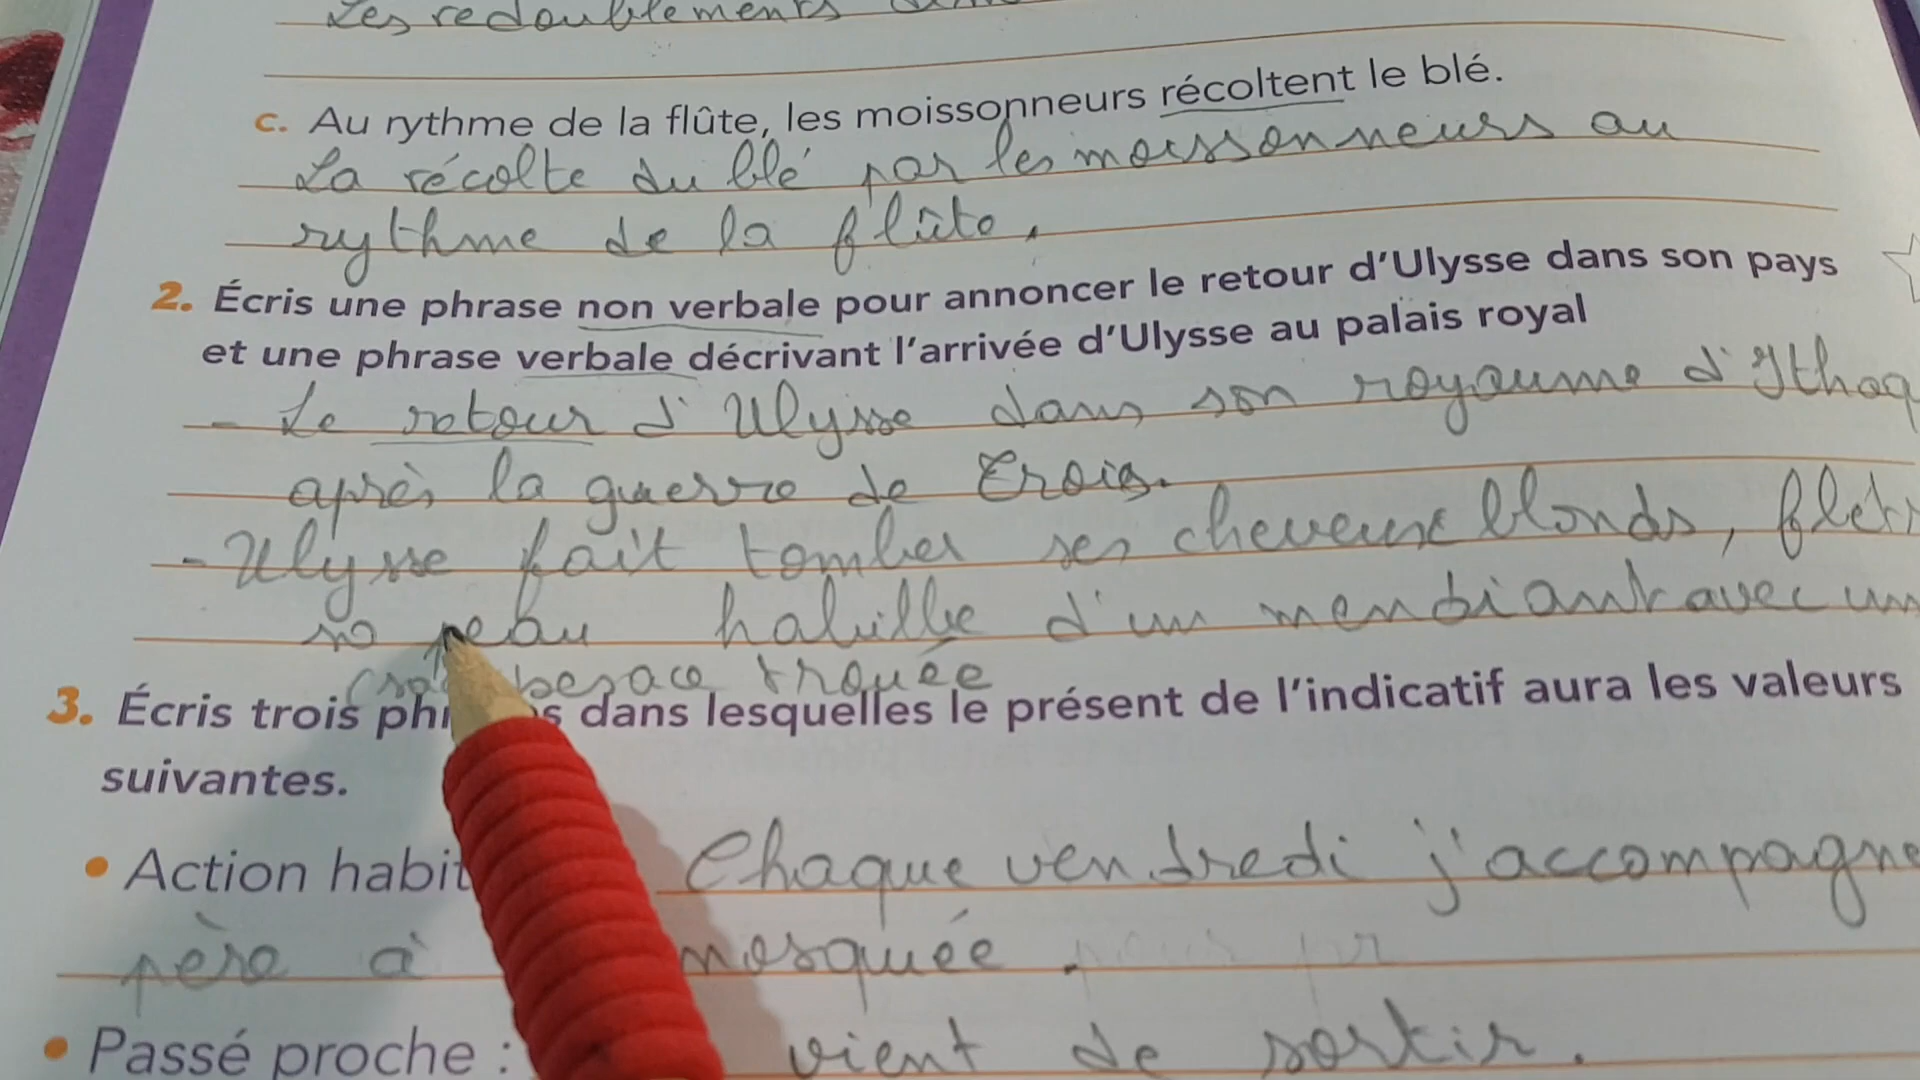 Les redoublements
c. Au rythme de la flûte, les moissonneurs récoltent le blé.
La récolte du blé par les moissonneurs au
rythme de la flûte.
2. Écris une phrase non verbale pour annoncer le retour d'Ulysse dans son pays
et une phrase verbale décrivant l'arrivée d'Ulysse au palais royal
- Le retour d'Ulysse dans son royaume d'Ithaq
après la guerre de Troie.
- Ulysse fait tomber ses cheveux blonds, flétri
sa peau habille d'un mendiant avec un
besace trouée
3. Écris trois phr s dans lesquelles le présent de l'indicatif aura les valeurs
suivantes.
• Action habit Chaque vendredi j'accompagne
père à mosquée.
• Passé proche : vient de sortir.